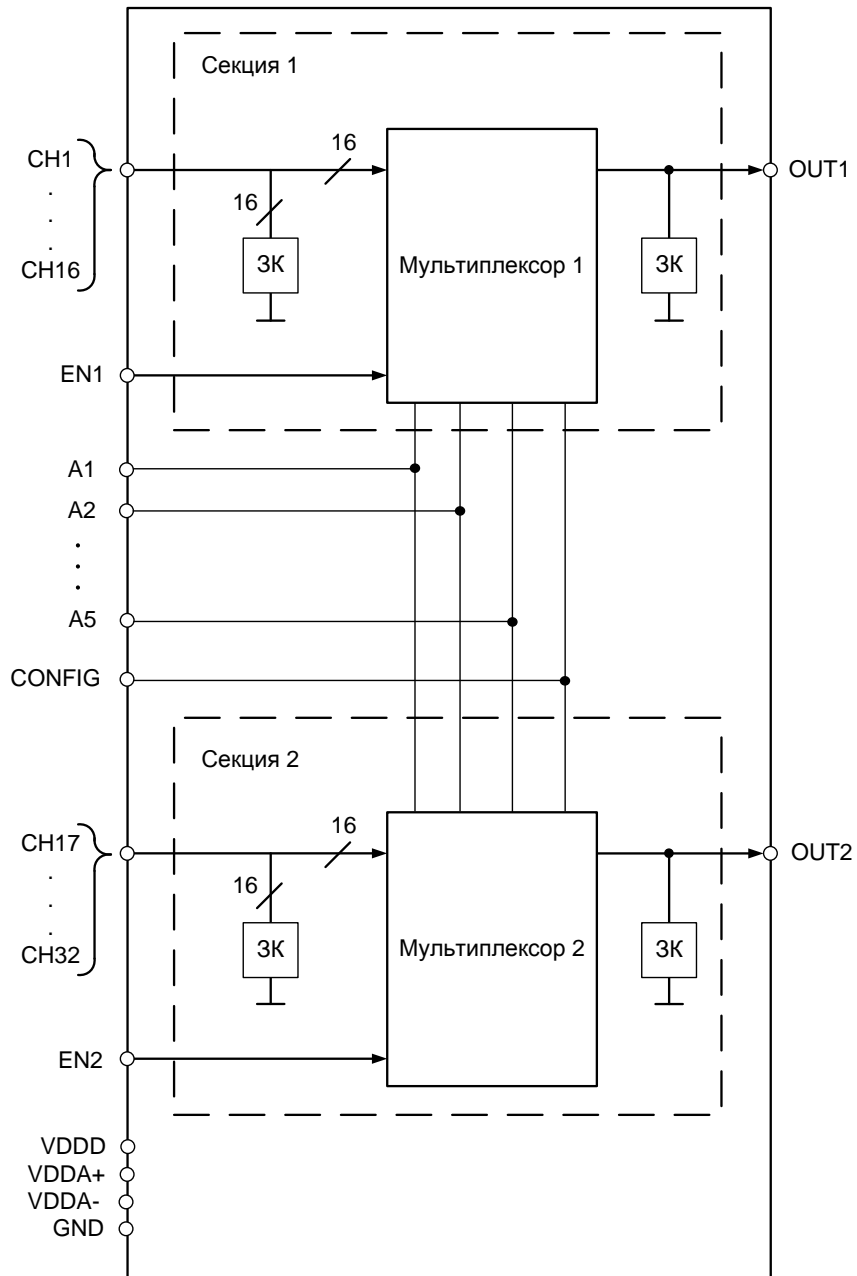 Секция 1
CH1
.
.
.
CH16
16
16
ЗК
Мультиплексор 1
ЗК
OUT1
EN1
A1
A2
.
.
.
A5
CONFIG
Секция 2
CH17
.
.
.
CH32
16
16
ЗК
Мультиплексор 2
ЗК
OUT2
EN2
VDDD
VDDA+
VDDA-
GND